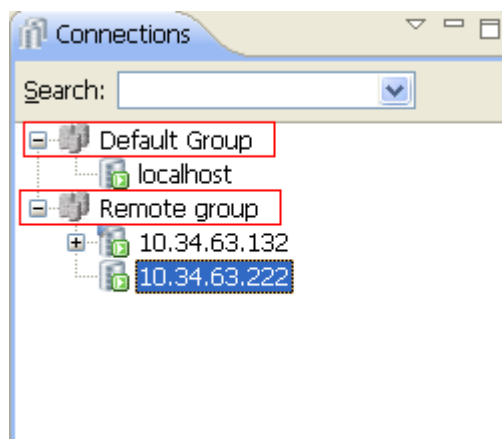 Connections
Search:
Default Group
localhost
Remote group
10.34.63.132
10.34.63.222